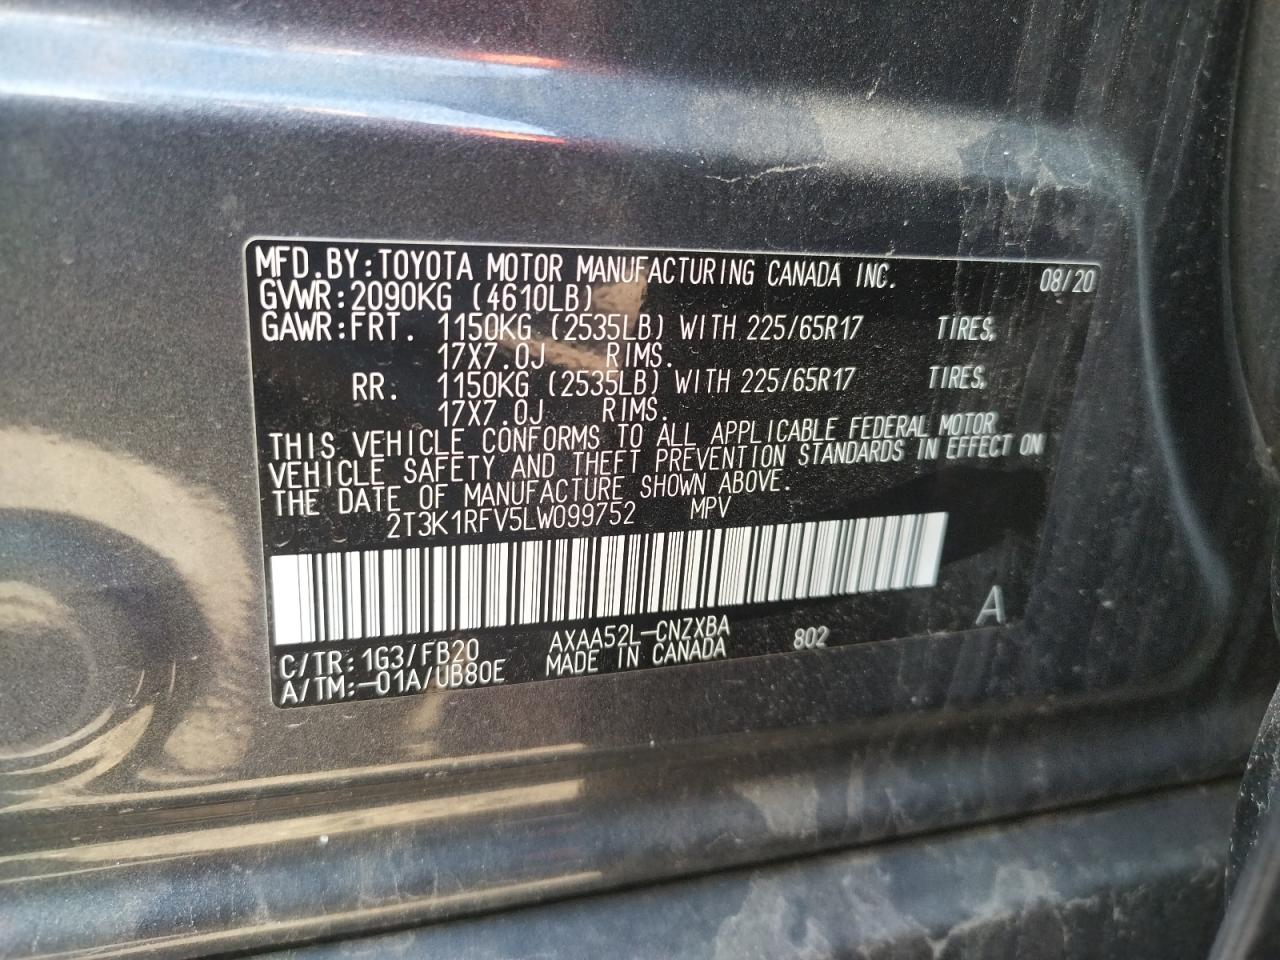 MFD.BY:TOYOTA MOTOR MANUFACTURING CANADA INC. 08/20
GVWR:2090KG (4610LB)
GAWR:FRT. 1150KG (2535LB) WITH 225/65R17 TIRES,
17X7.0J RIMS.
RR. 1150KG (2535LB) WITH 225/65R17 TIRES,
17X7.0J RIMS.
THIS VEHICLE CONFORMS TO ALL APPLICABLE FEDERAL MOTOR
VEHICLE SAFETY AND THEFT PREVENTION STANDARDS IN EFFECT ON
THE DATE OF MANUFACTURE SHOWN ABOVE.
2T3K1RFV5LW099752 MPV
A
C/TR:1G3/FB20 AXAA52L-CNZXBA 802
A/TM:-01A/UB80E MADE IN CANADA